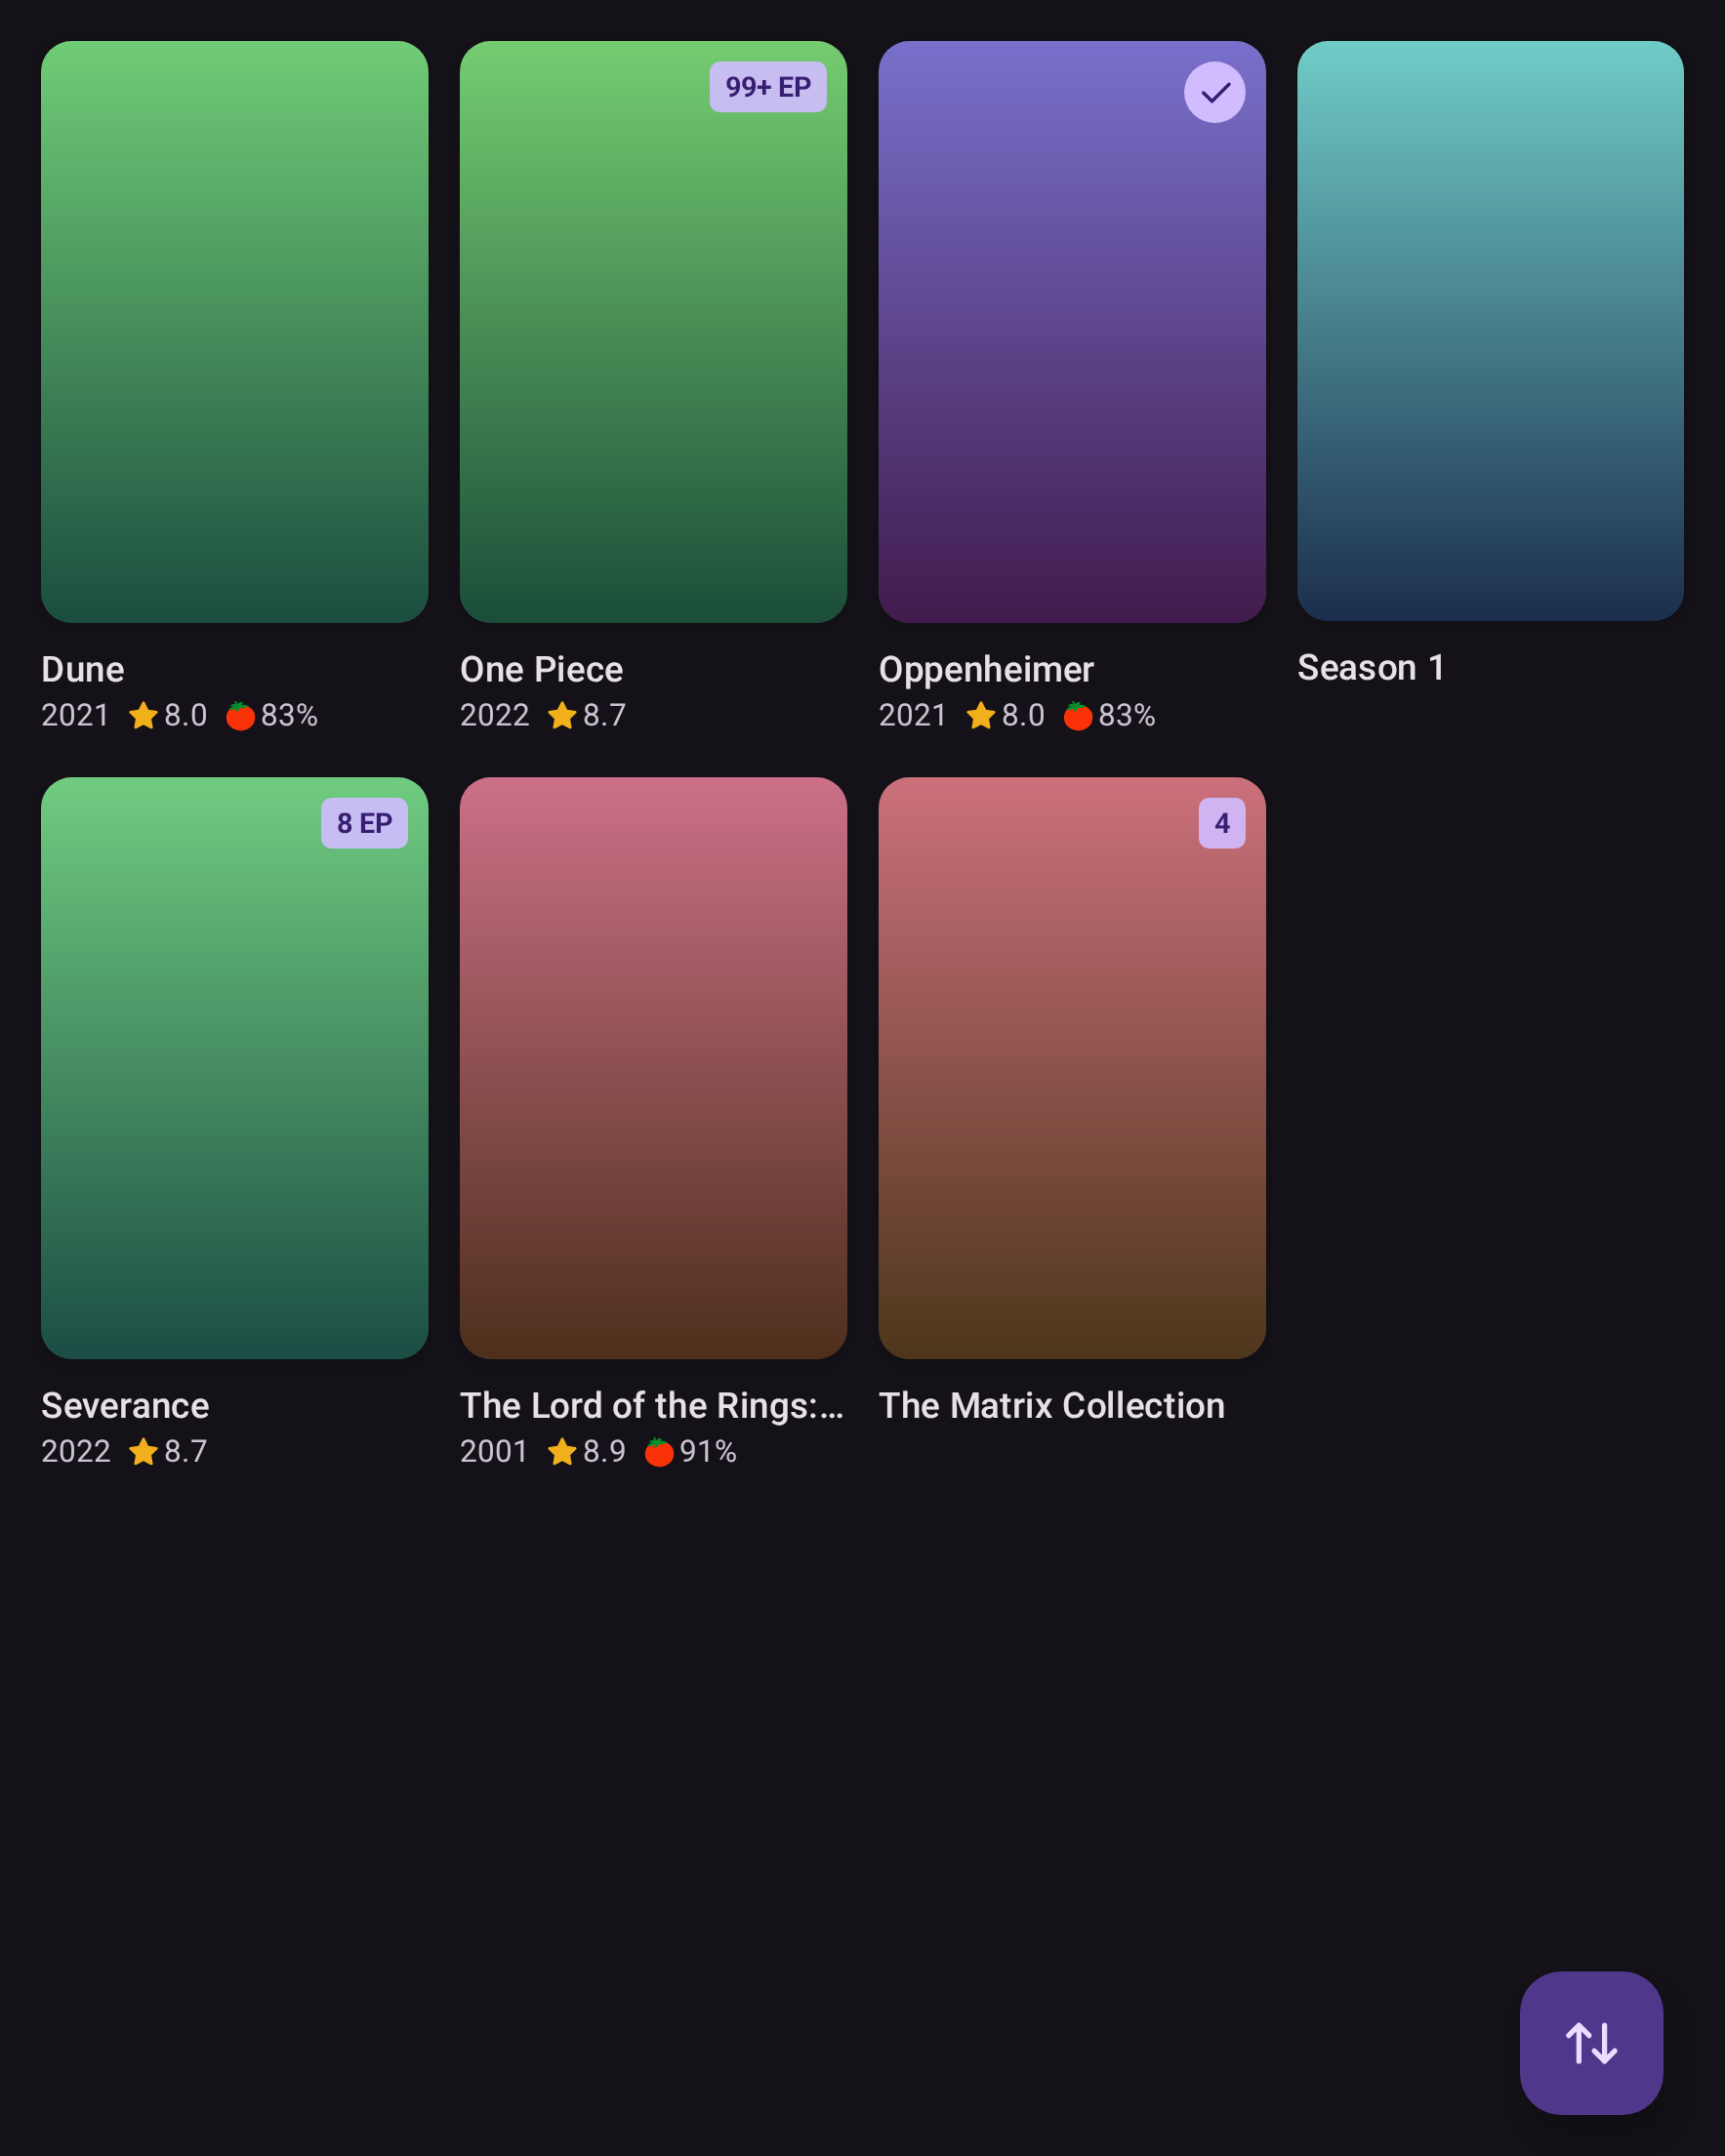 99+ EP
Dune
2021 8.0 83%
One Piece
2022 8.7
Oppenheimer
2021 8.0 83%
Season 1
8 EP
Severance
2022 8.7
The Lord of the Rings:...
2001 8.9 91%
4
The Matrix Collection